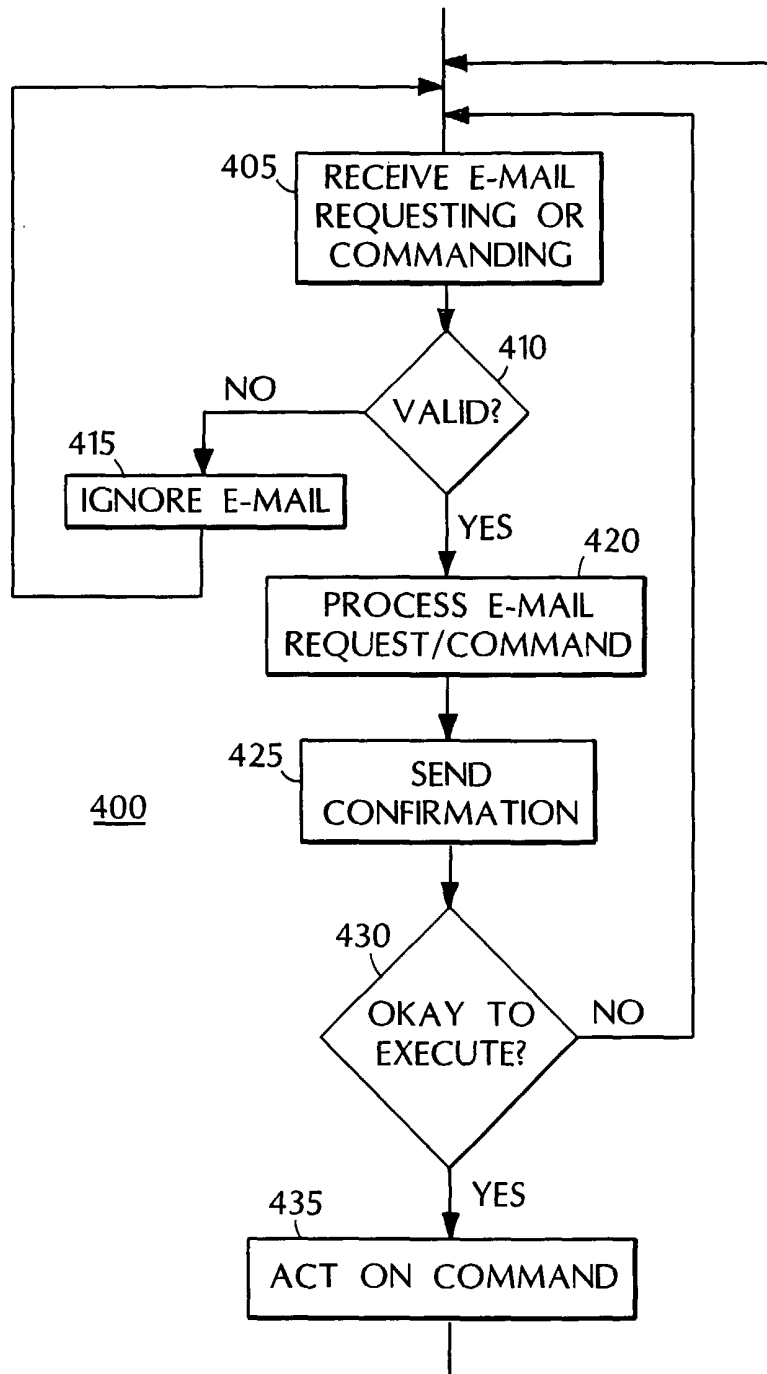 405
RECEIVE E-MAIL
REQUESTING OR
COMMANDING
410
VALID?
NO
415
IGNORE E-MAIL
YES
420
PROCESS E-MAIL
REQUEST/COMMAND
425
SEND
CONFIRMATION
400
430
OKAY TO
EXECUTE?
NO
YES
435
ACT ON COMMAND